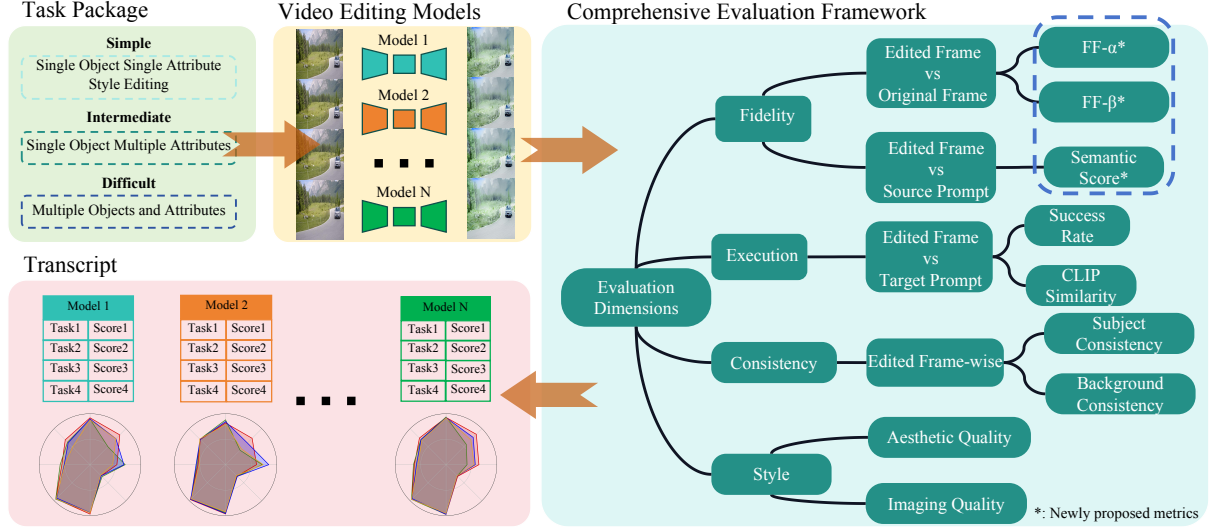 Task Package
Simple
Single Object Single Attribute
Style Editing
Intermediate
Single Object Multiple Attributes
Difficult
Multiple Objects and Attributes
Video Editing Models
Model 1
Model 2
Model N
Comprehensive Evaluation Framework
Evaluation
Dimensions
Fidelity
Edited Frame
vs
Original Frame
FF-α*
FF-β*
Edited Frame
vs
Source Prompt
Semantic
Score*
Execution
Edited Frame
vs
Target Prompt
Success
Rate
CLIP
Similarity
Consistency
Edited Frame-wise
Subject
Consistency
Background
Consistency
Style
Aesthetic Quality
Imaging Quality
*: Newly proposed metrics
Transcript
Model 1
Task1 Score1
Task2 Score2
Task3 Score3
Task4 Score4
Model 2
Task1 Score1
Task2 Score2
Task3 Score3
Task4 Score4
Model N
Task1 Score1
Task2 Score2
Task3 Score3
Task4 Score4